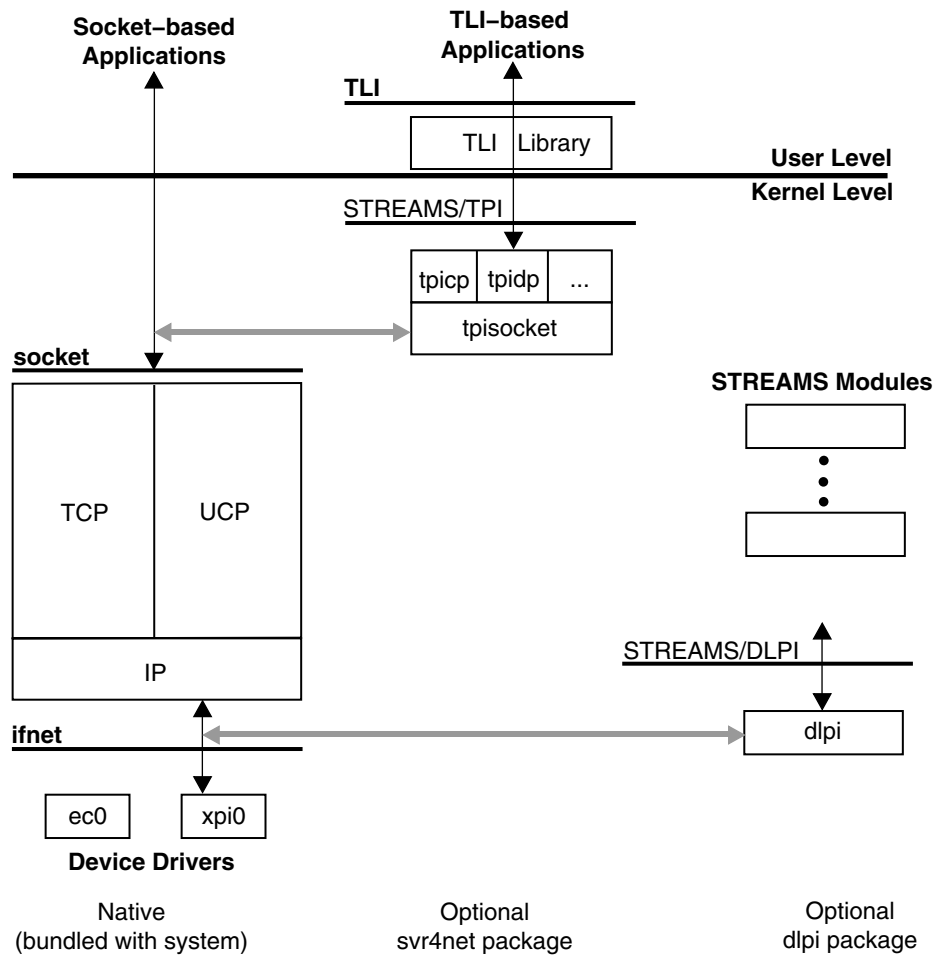 Socket–based
Applications
TLI–based
Applications
TLI
TLI Library
User Level
Kernel Level
STREAMS/TPI
tpicp
tpidp
...
tpisocket
socket
STREAMS Modules
TCP
UCP
IP
STREAMS/DLPI
ifnet
dlpi
ec0
xpi0
Device Drivers
Native
(bundled with system)
Optional
svr4net package
Optional
dlpi package